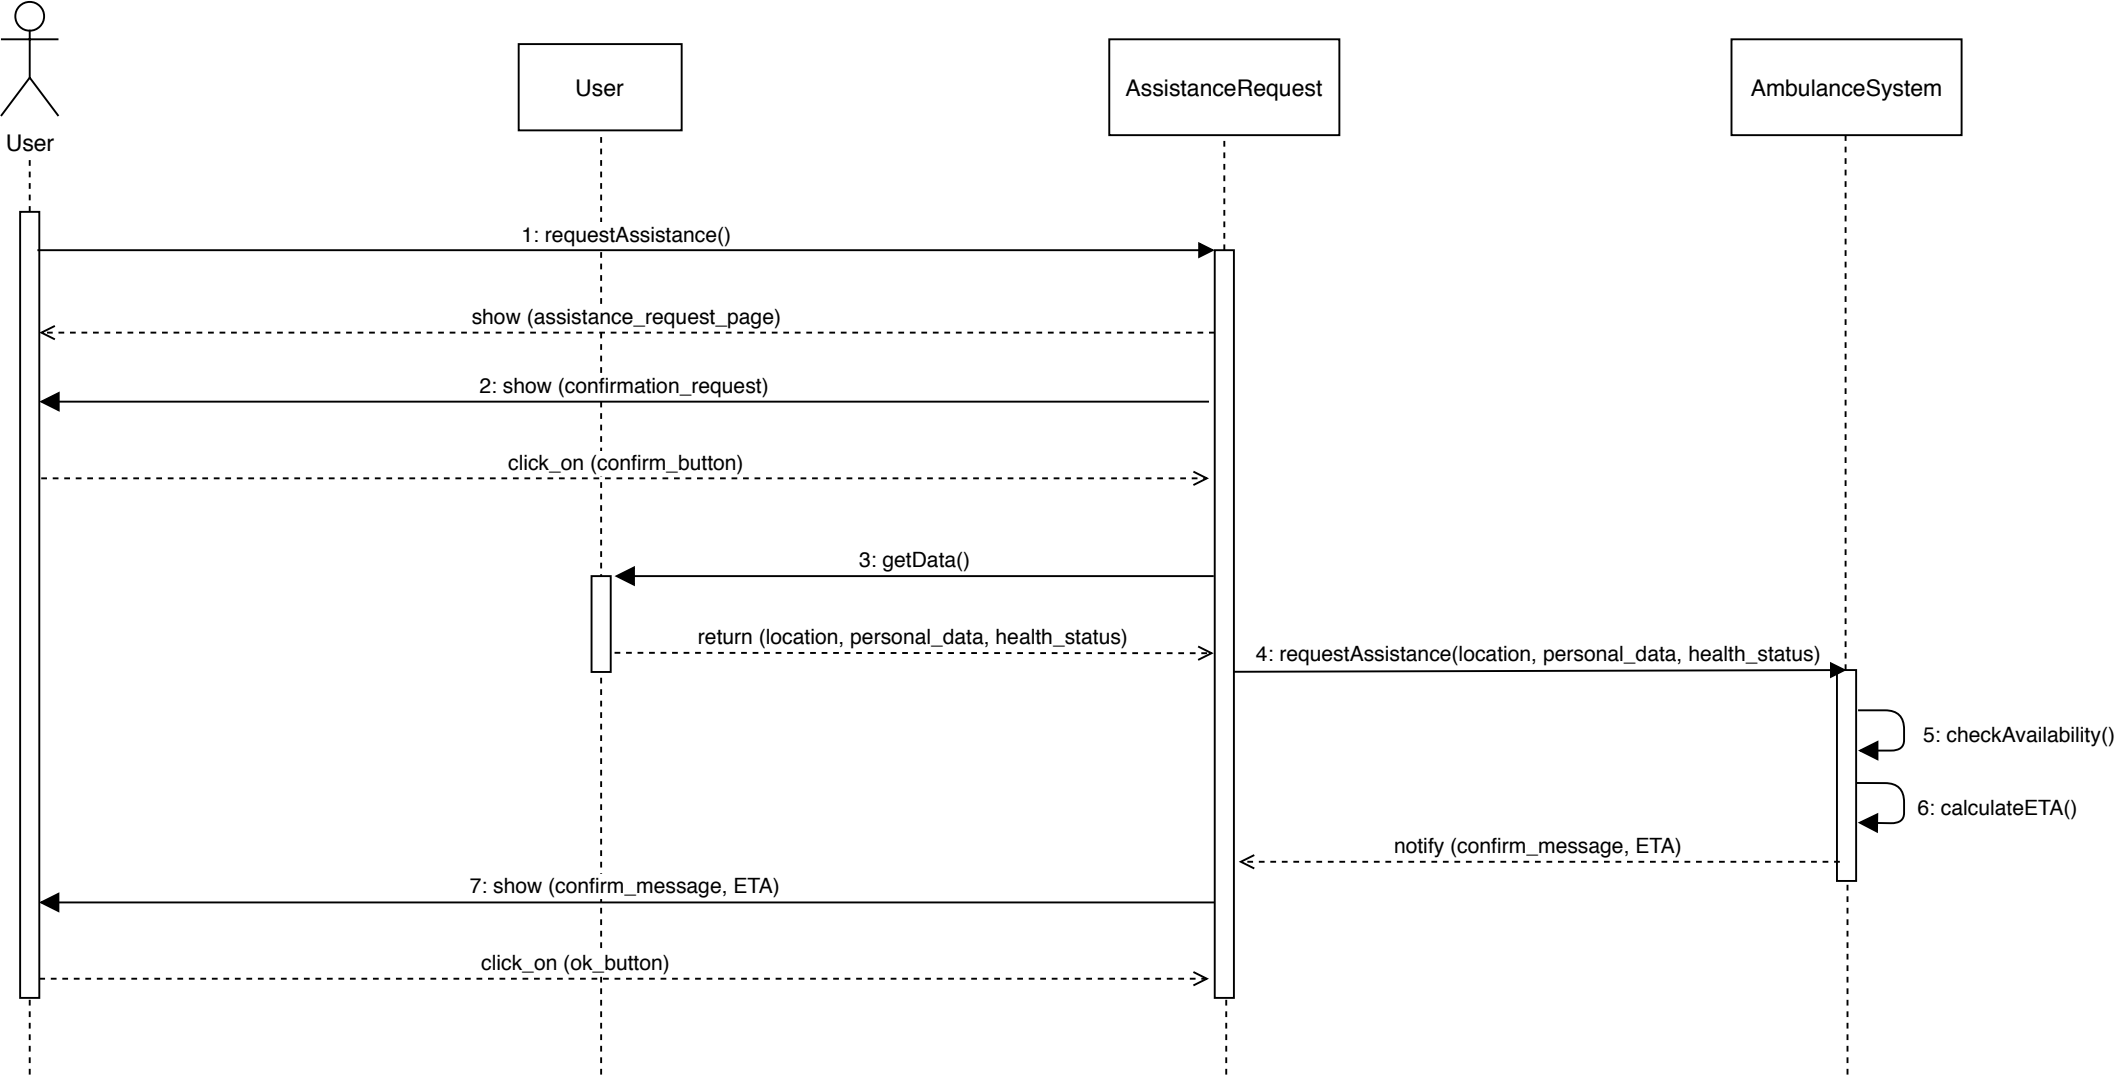 User
User
AssistanceRequest
AmbulanceSystem
1: requestAssistance()
show (assistance_request_page)
2: show (confirmation_request)
click_on (confirm_button)
3: getData()
return (location, personal_data, health_status)
4: requestAssistance(location, personal_data, health_status)
5: checkAvailability()
6: calculateETA()
notify (confirm_message, ETA)
7: show (confirm_message, ETA)
click_on (ok_button)